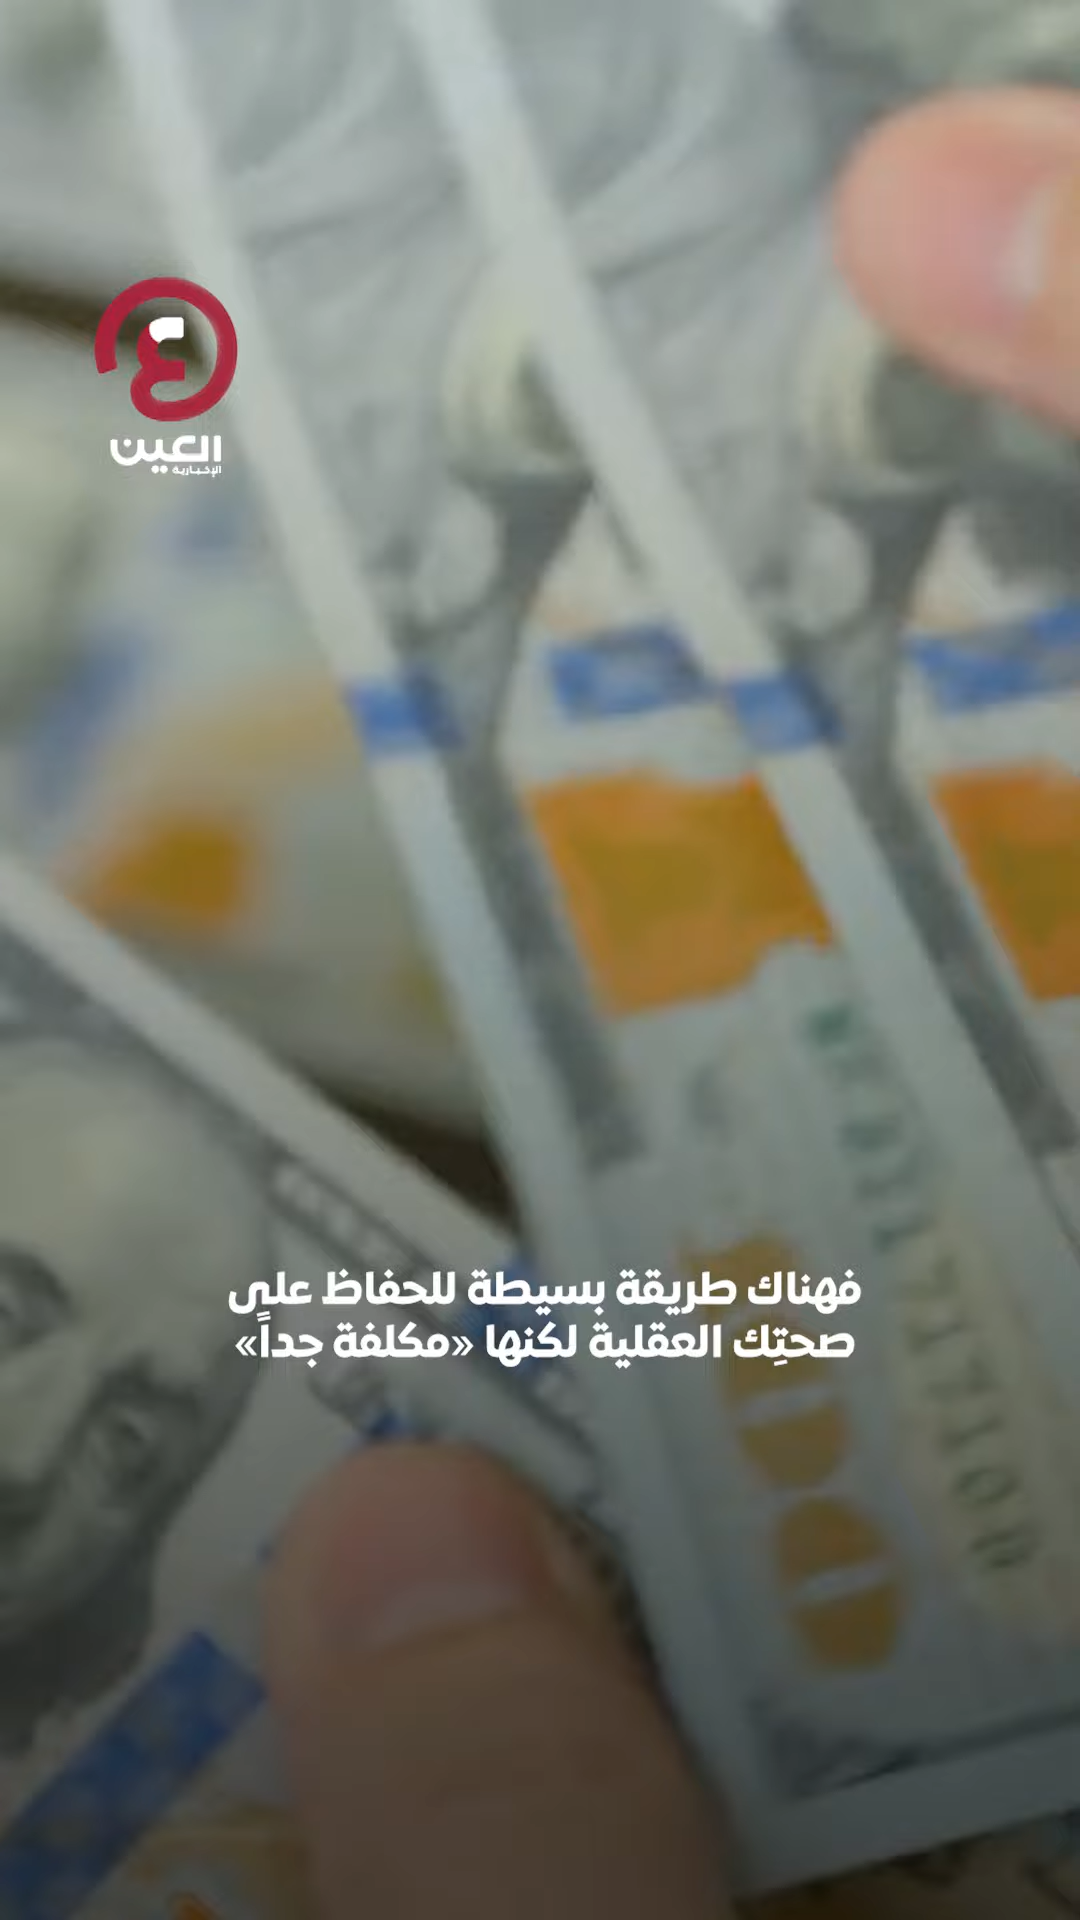 العين
الإخبارية
فهناك طريقة بسيطة للحفاظ على
صحتِك العقلية لكنها «مكلفة جداً»